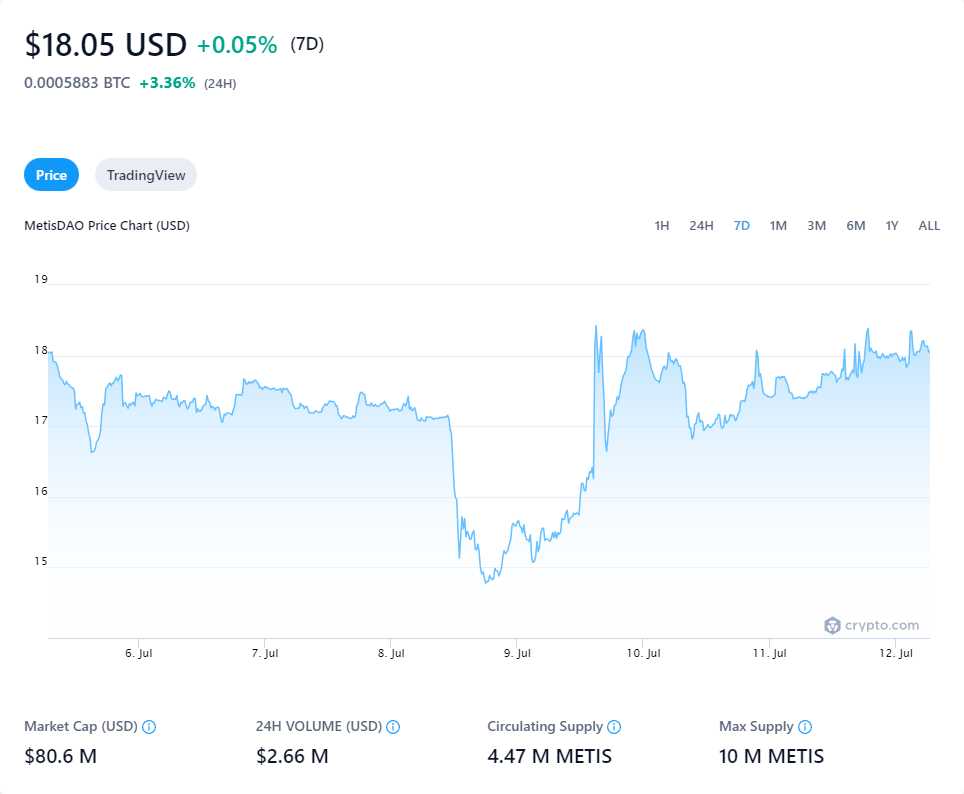 $18.05 USD +0.05% (7D)
0.0005883 BTC +3.36% (24H)
Price TradingView
MetisDAO Price Chart (USD) 1H 24H 7D 1M 3M 6M 1Y ALL
19
18
17
16
15
crypto.com
6. Jul 7. Jul 8. Jul 9. Jul 10. Jul 11. Jul 12. Jul
Market Cap (USD) 24H VOLUME (USD) Circulating Supply Max Supply
$80.6 M $2.66 M 4.47 M METIS 10 M METIS